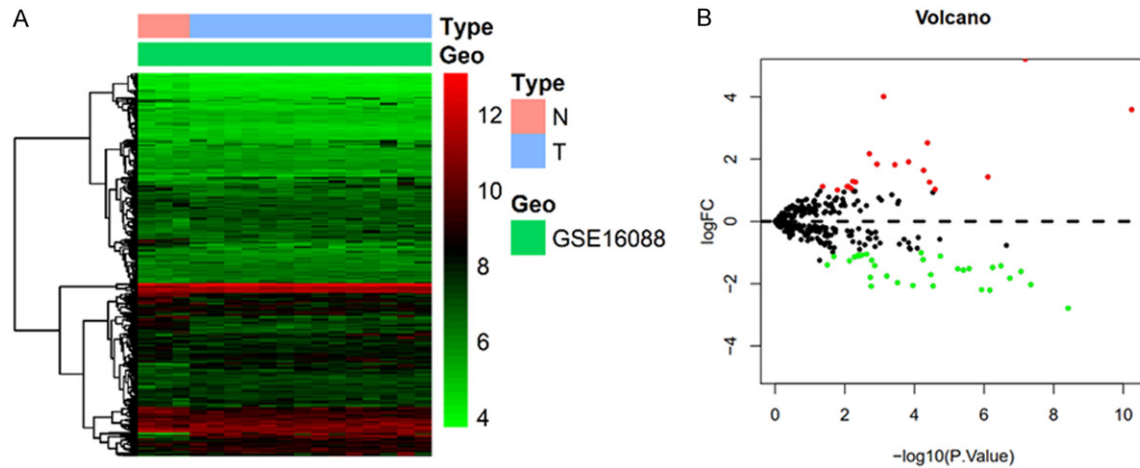 A
Type
Geo
12
10
8
6
4
Type
N
T
Geo
GSE16088
B
Volcano
logFC
4
2
0
−2
−4
0
2
4
6
8
10
−log10(P.Value)